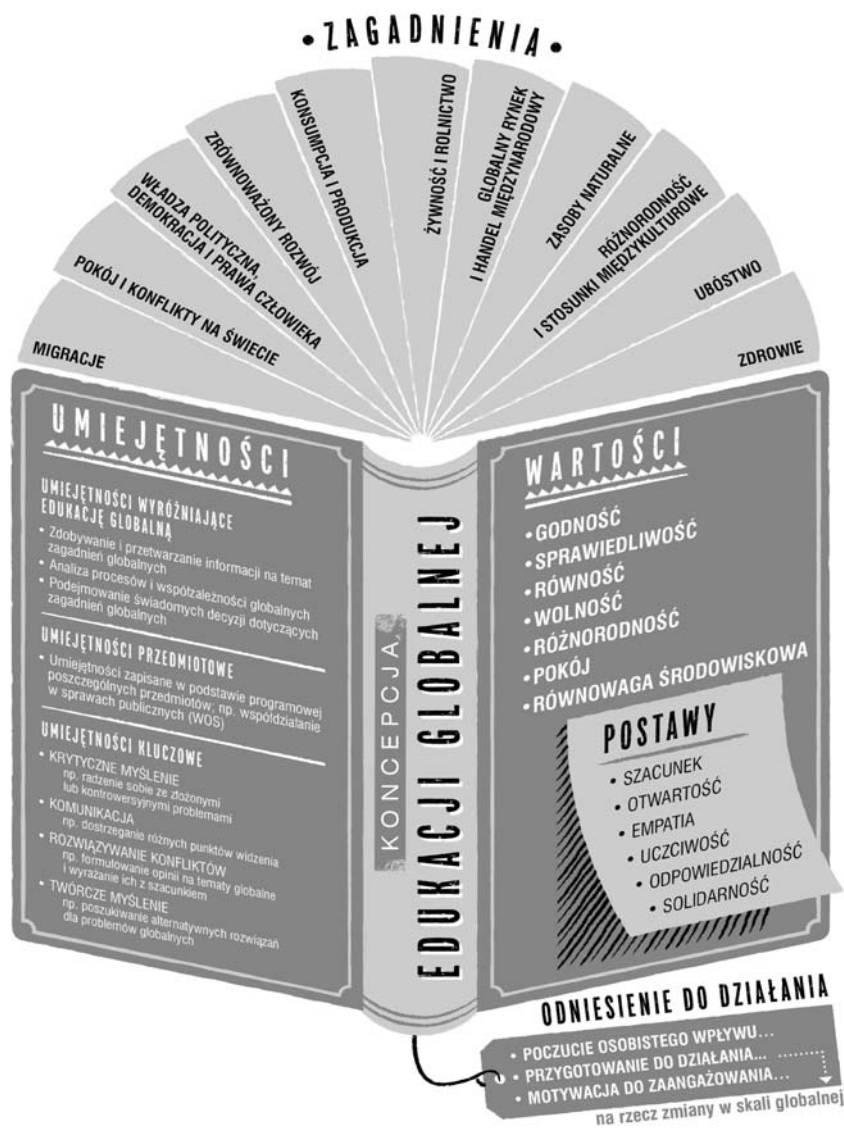 • ZAGADNIENIA •
MIGRACJE
POKÓJ I KONFLIKTY NA ŚWIECIE
WŁADZA POLITYCZNA,
DEMOKRACJA I PRAWA CZŁOWIEKA
ZRÓWNOWAŻONY ROZWÓJ
KONSUMPCJA I PRODUKCJA
ŻYWNOŚĆ I ROLNICTWO
GLOBALNY RYNEK
I HANDEL MIĘDZYNARODOWY
ZASOBY NATURALNE
RÓŻNORODNOŚĆ
I STOSUNKI MIĘDZYKULTUROWE
UBÓSTWO
ZDROWIE
UMIEJĘTNOŚCI
UMIEJĘTNOŚCI WYRÓŻNIAJĄCE
EDUKACJĘ GLOBALNĄ
• Zdobywanie i przetwarzanie informacji na temat
zagadnień globalnych
• Analiza procesów i współzależności globalnych
• Podejmowanie świadomych decyzji dotyczących
zagadnień globalnych
UMIEJĘTNOŚCI PRZEDMIOTOWE
• Umiejętności zapisane w podstawie programowej
poszczególnych przedmiotów; np. współdziałanie
w sprawach publicznych (WOS)
UMIEJĘTNOŚCI KLUCZOWE
• KRYTYCZNE MYŚLENIE
np. radzenie sobie ze złożonymi
lub kontrowersyjnymi problemami
• KOMUNIKACJA
np. dostrzeganie różnych punktów widzenia
• ROZWIĄZYWANIE KONFLIKTÓW
np. formułowanie opinii na tematy globalne
i wyrażanie ich z szacunkiem
• TWÓRCZE MYŚLENIE
np. poszukiwanie alternatywnych rozwiązań
dla problemów globalnych
KONCEPCJA
EDUKACJI GLOBALNEJ
WARTOŚCI
• GODNOŚĆ
• SPRAWIEDLIWOŚĆ
• RÓWNOŚĆ
• WOLNOŚĆ
• RÓŻNORODNOŚĆ
• POKÓJ
• RÓWNOWAGA ŚRODOWISKOWA
POSTAWY
• SZACUNEK
• OTWARTOŚĆ
• EMPATIA
• UCZCIWOŚĆ
• ODPOWIEDZIALNOŚĆ
• SOLIDARNOŚĆ
ODNIESIENIE DO DZIAŁANIA
• POCZUCIE OSOBISTEGO WPŁYWU...
• PRZYGOTOWANIE DO DZIAŁANIA...
• MOTYWACJA DO ZAANGAŻOWANIA...
na rzecz zmiany w skali globalnej